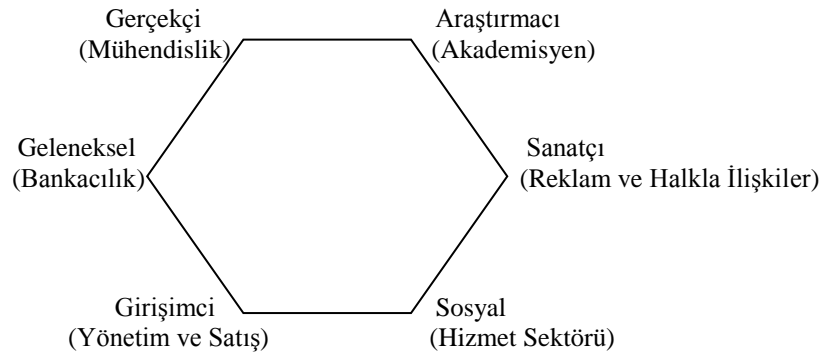 Gerçekçi
(Mühendislik)
Araştırmacı
(Akademisyen)
Geleneksel
(Bankacılık)
Sanatçı
(Reklam ve Halkla İlişkiler)
Girişimci
(Yönetim ve Satış)
Sosyal
(Hizmet Sektörü)